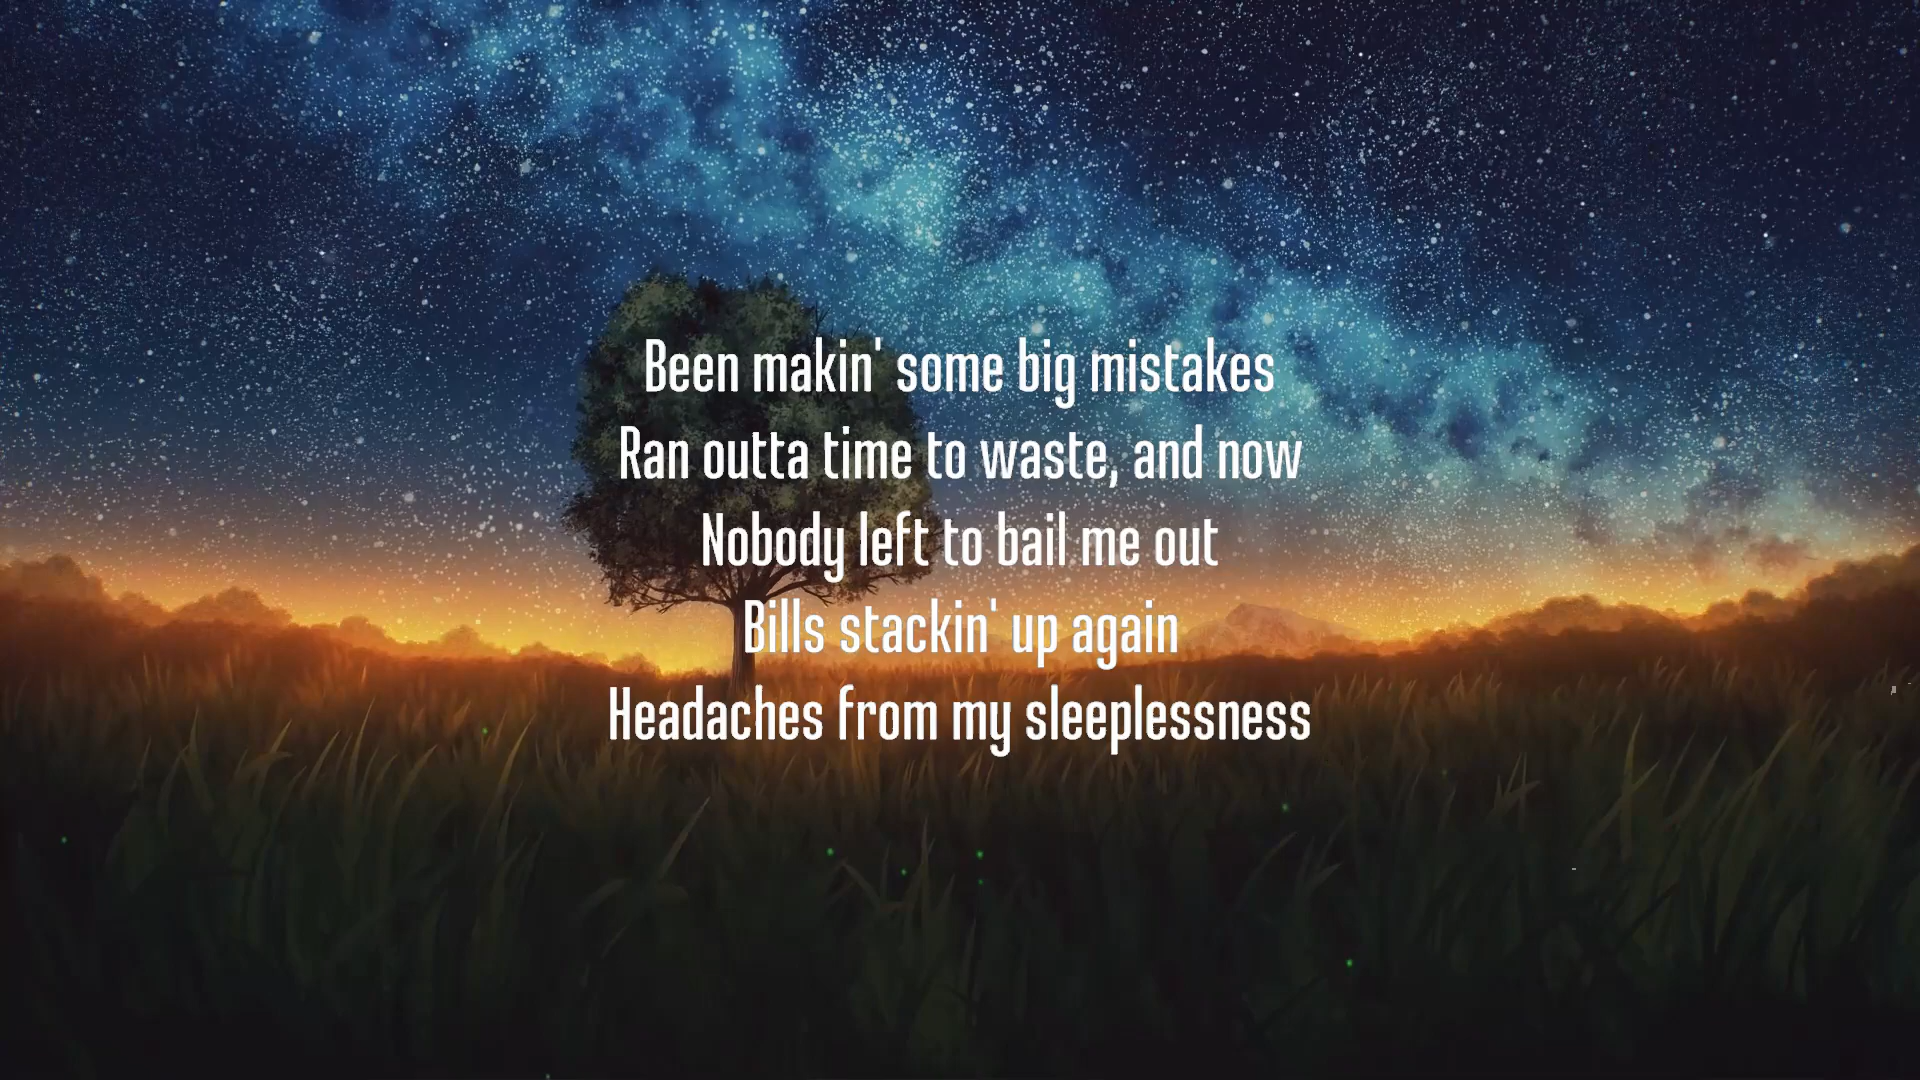 Been makin' some big mistakes
Ran outta time to waste, and now
Nobody left to bail me out
Bills stackin' up again
Headaches from my sleeplessness